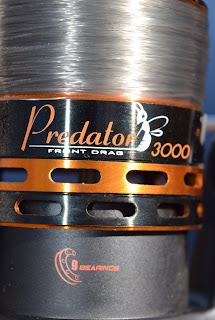 Predator
FRONT DRAG
3000
9
BEARINGS